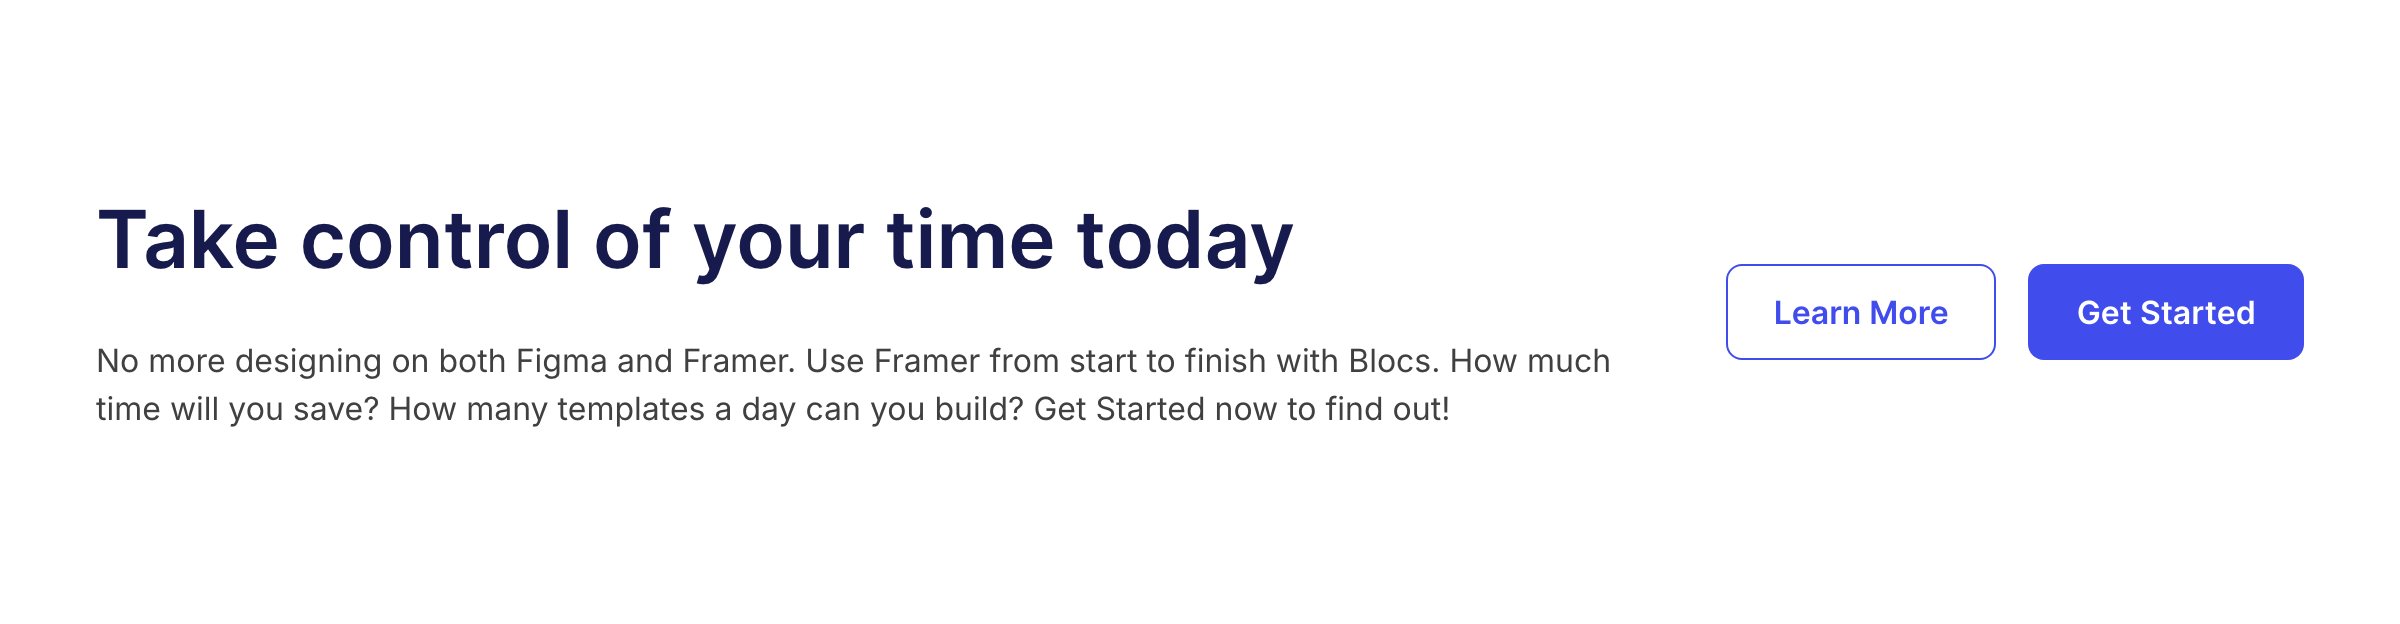 Take control of your time today
No more designing on both Figma and Framer. Use Framer from start to finish with Blocs. How much
time will you save? How many templates a day can you build? Get Started now to find out!
Learn More
Get Started